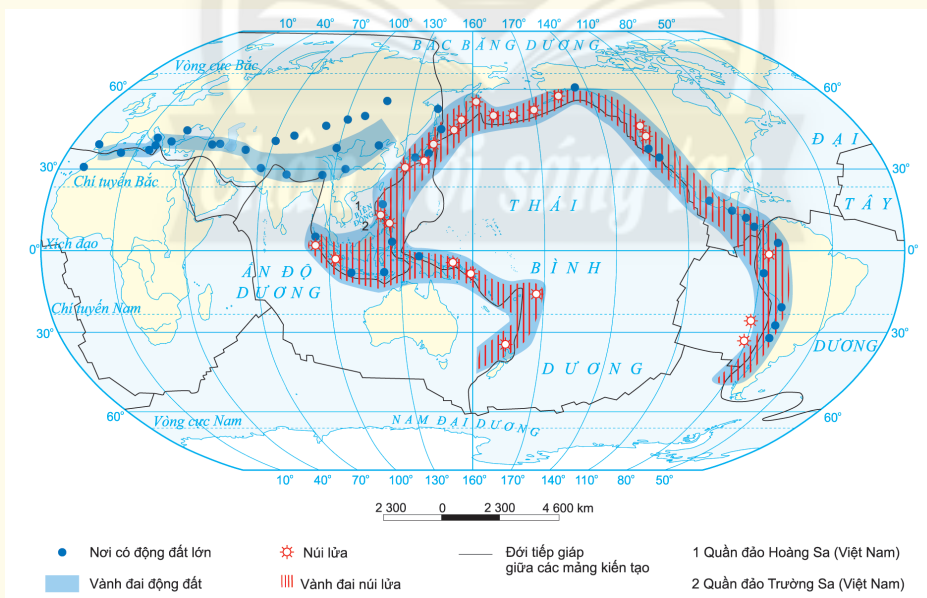 10° 40° 70° 100° 130° 160° 170° 140° 110° 80° 50°
BẮC BĂNG DƯƠNG
Vòng cực Bắc
60° 60°
ĐẠI
30° 30°
Chí tuyến Bắc
TÂY
THÁI
1
2
Xích đạo
0° 0°
ẤN ĐỘ
DƯƠNG
BÌNH
Chí tuyến Nam
30° 30°
DƯƠNG
DƯƠNG
60° 60°
Vòng cực Nam
NAM ĐẠI DƯƠNG
10° 40° 70° 100° 130° 160° 170° 140° 110° 80° 50°
2 300 0 2 300 4 600 km
Nơi có động đất lớn
Núi lửa
Đới tiếp giáp
giữa các mảng kiến tạo
1 Quần đảo Hoàng Sa (Việt Nam)
Vành đai động đất
Vành đai núi lửa
2 Quần đảo Trường Sa (Việt Nam)